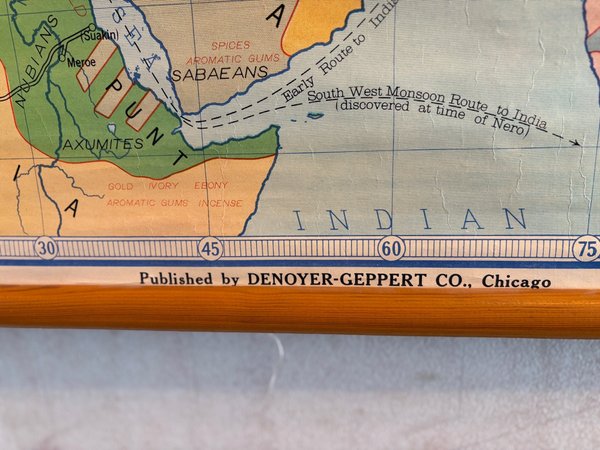 A
(Suakin)
Meroe
NUBIANS
SPICES
AROMATIC GUMS
SABAEANS
Early Route to India
South West Monsoon Route to India
(discovered at time of Nero)
PUNT
AXUMITES
I
A
GOLD IVORY EBONY
AROMATIC GUMS INCENSE
INDIAN
30 45 60 75
Published by DENOYER-GEPPERT CO., Chicago